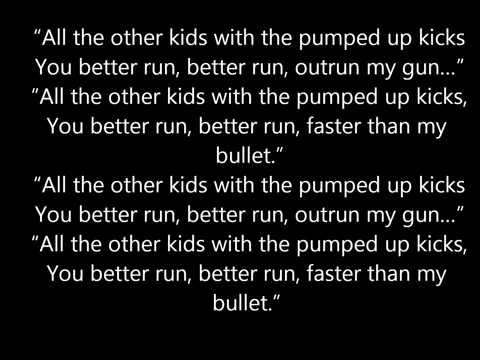 “All the other kids with the pumped up kicks
You better run, better run, outrun my gun...”
“All the other kids with the pumped up kicks,
You better run, better run, faster than my
bullet.”
“All the other kids with the pumped up kicks
You better run, better run, outrun my gun...”
“All the other kids with the pumped up kicks,
You better run, better run, faster than my
bullet.”